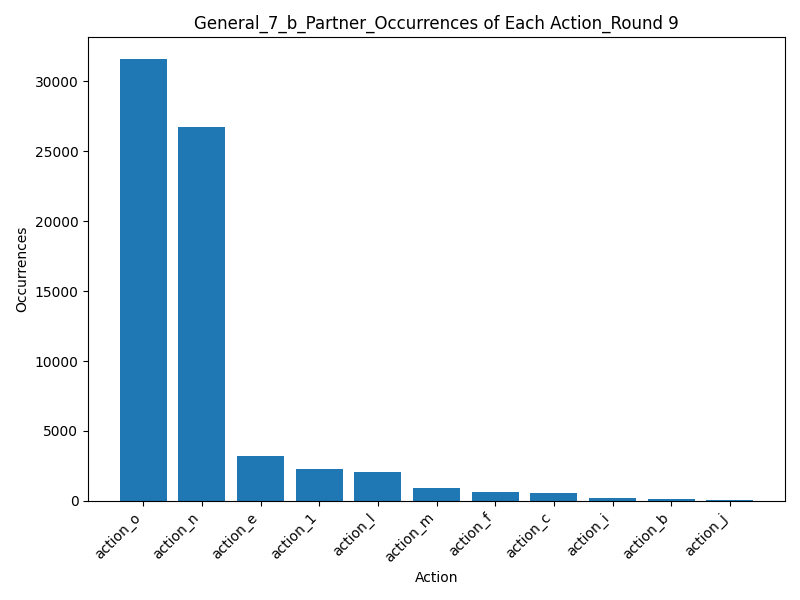 General_7_b_Partner_Occurrences of Each Action_Round 9
30000
25000
20000
15000
10000
5000
0
Occurrences
action_o
action_n
action_e
action_1
action_l
action_m
action_f
action_c
action_i
action_b
action_j
Action